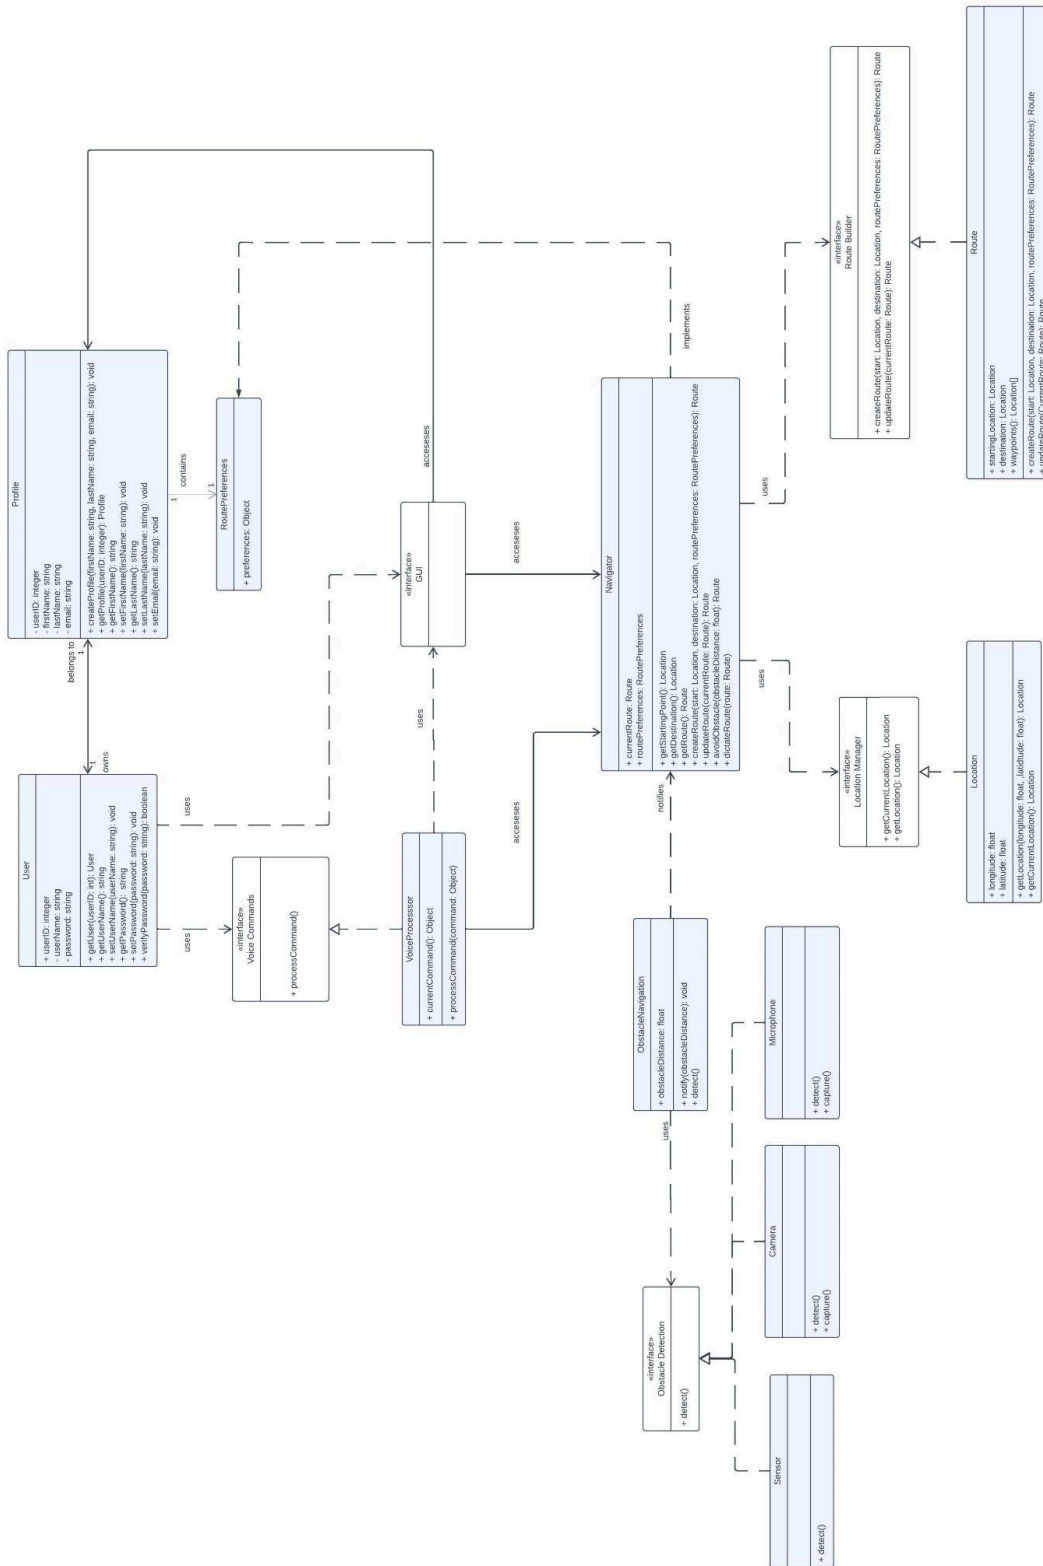 Profile
- userID: integer
- firstName: string
- lastName: string
- email: string
+ createProfile(firstName: string, lastName: string, email: string): void
+ getProfile(userID: integer): Profile
+ getFirstName(): string
+ setFirstName(firstName: string): void
+ getLastName(): string
+ setLastName(lastName: string): void
+ setEmail(email: string): void
belongs to
1
1
owns
User
+ userID: integer
- userName: string
- password: string
+ getUser(userID: int): User
+ getUserName(): string
+ setUserName(userName: string): void
+ getPassword(): string
+ setPassword(password: string): void
+ verifyPassword(password: string): boolean
1
contains
1
RoutePreferences
+ preferences: Object
uses
uses
«interface»
Voice Commands
+ processCommand()
«interface»
GUI
acceseses
VoiceProcesssor
+ currentCommand(): Object
+ processCommand(command: Object)
uses
acceseses
acceseses
implements
Navigator
+ currentRoute: Route
+ routePreferences: RoutePreferences
+ getStartingPoint(): Location
+ getDestination(): Location
+ getRoute(): Route
+ createRoute(start: Location, destination: Location, routePreferences: RoutePreferences): Route
+ updateRoute(currentRoute: Route): Route
+ avoidObstacle(obstacleDistance: float): Route
+ dictateRoute(route: Route)
notifies
ObstacleNavigation
+ obstacleDistance: float
+ notify(obstacleDistance): void
+ detect()
uses
«interface»
Obstacle Detection
+ detect()
Sensor
+ detect()
Camera
+ detect()
+ capture()
Microphone
+ detect()
+ capture()
uses
«interface»
Location Manager
+ getCurrentLocation(): Location
+ getLocation(): Location
Location
+ longitude: float
+ latitude: float
+ getLocation(longitude: float, ,latidtude: float): Location
+ getCurrentLocation(): Location
uses
«interface»
Route Builder
+ createRoute(start: Location, destination: Location, routePreferences: RoutePreferences): Route
+ updateRoute(currentRoute: Route): Route
Route
+ startingLocation: Location
+ destination: Location
+ waypoints(): Location[]
+ createRoute(start: Location, destination: Location, routePreferences: RoutePreferences): Route
+ updateRoute(CurrentRoute: Route): Route